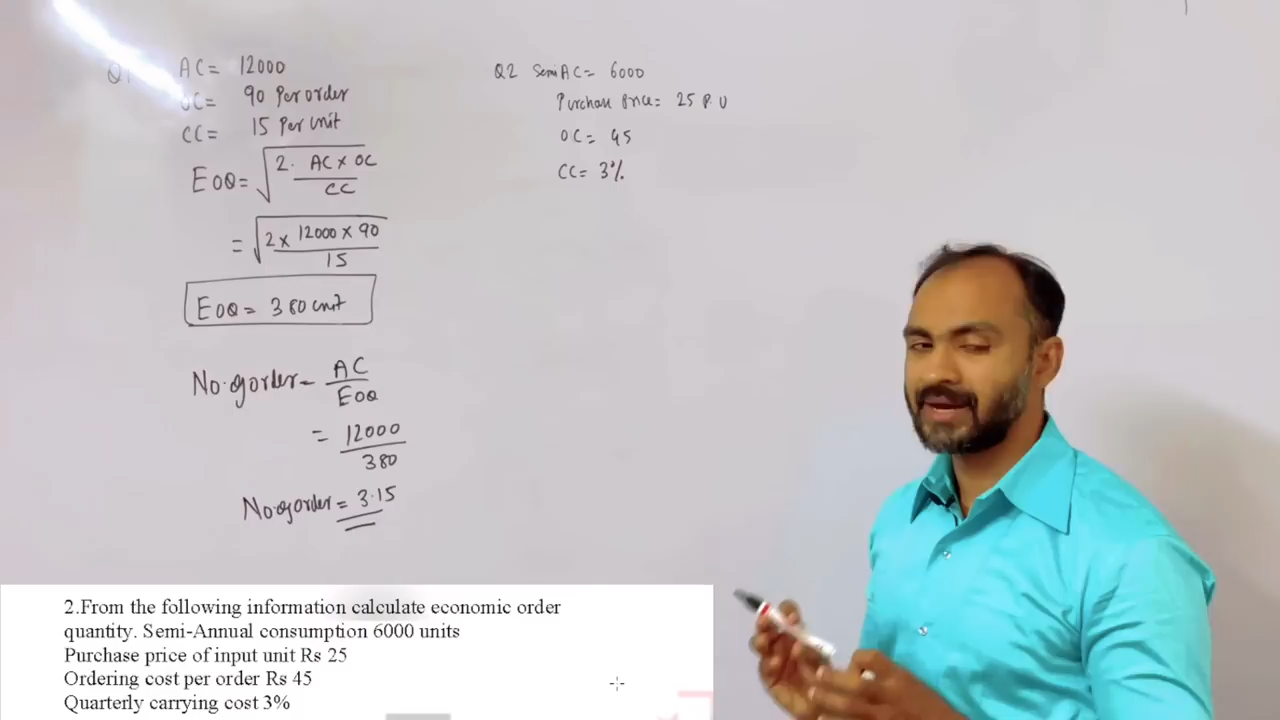 Q1 AC= 12000
OC= 90 Per order
CC= 15 Per unit
EOQ= √2. AC x OC
CC
= √2 x 12000 x 90
15
EOQ= 380 unit
No.of order= AC
EOQ
= 12000
380
No.of order= 3.15
Q2 Semi AC= 6000
Purchase Price= 25 P.U
OC= 45
CC= 3%
2.From the following information calculate economic order
quantity. Semi-Annual consumption 6000 units
Purchase price of input unit Rs 25
Ordering cost per order Rs 45
Quarterly carrying cost 3%